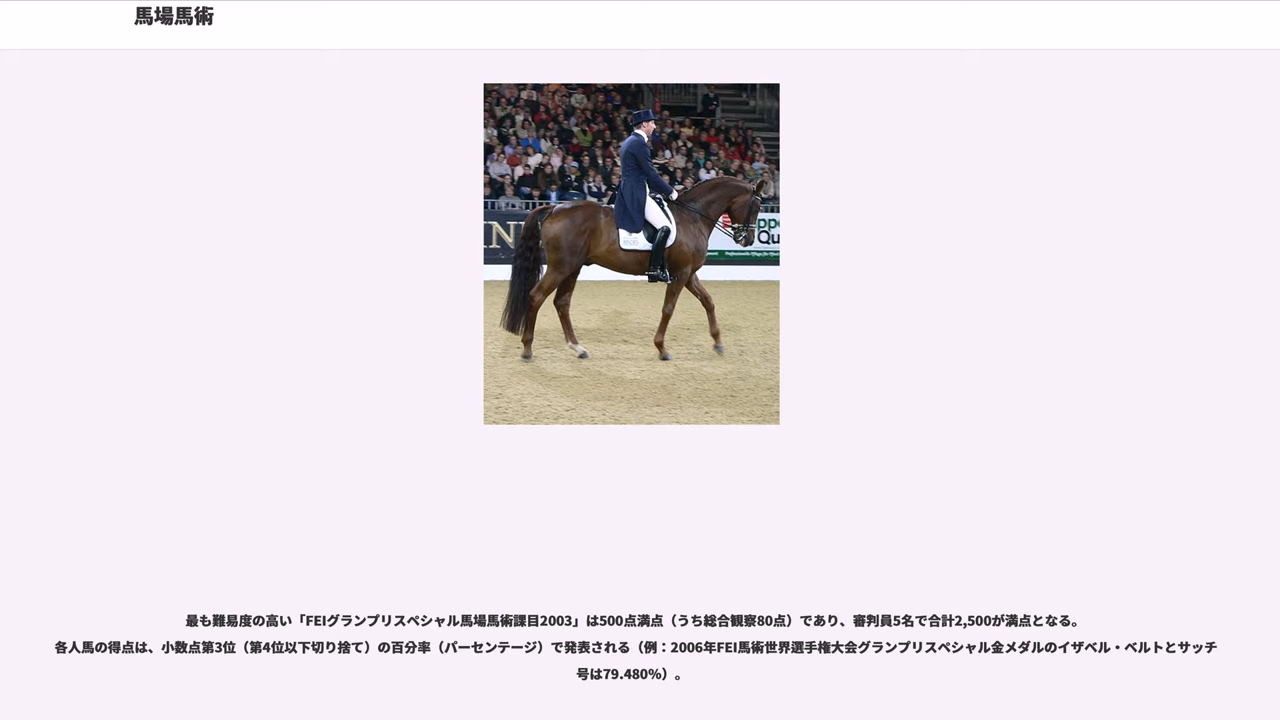 馬場馬術
最も難易度の高い「FEIグランプリスペシャル馬場馬術課目2003」は500点満点（うち総合観察80点）であり、審判員5名で合計2,500が満点となる。
各人馬の得点は、小数点第3位（第4位以下切り捨て）の百分率（パーセンテージ）で発表される（例：2006年FEI馬術世界選手権大会グランプリスペシャル金メダルのイザベル・ベルトとサッチ
号は79.480%）。